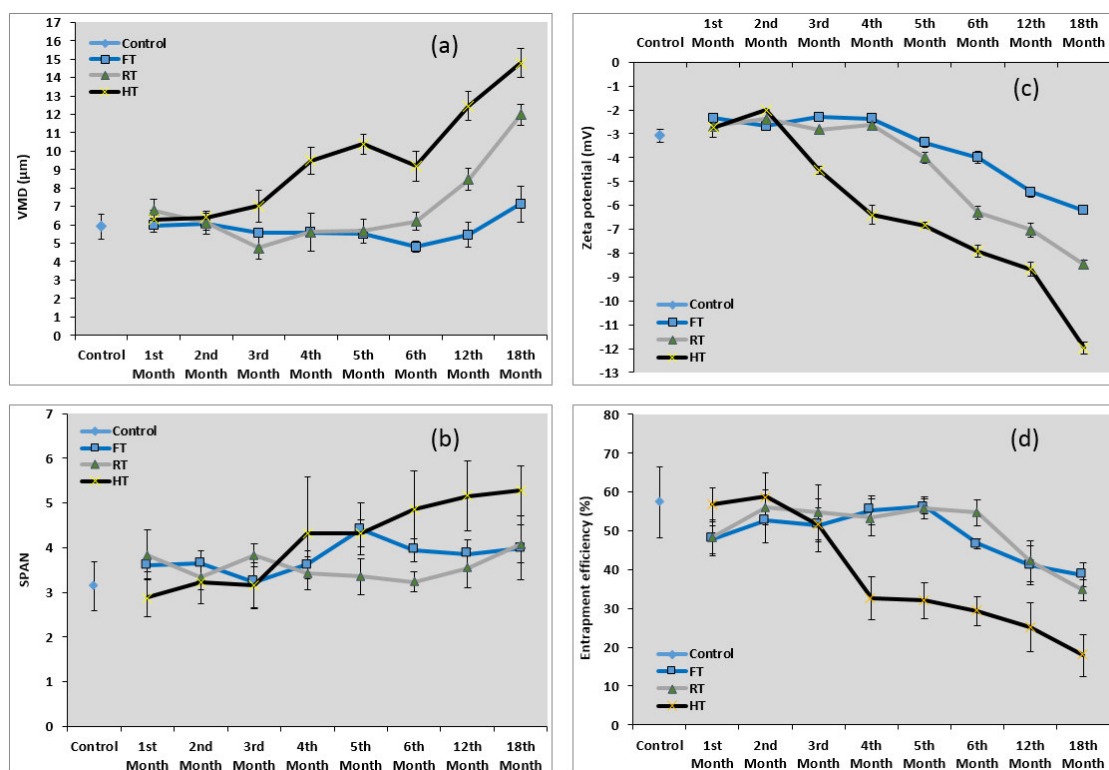 17
16
15
14
13
12
11
10
9
8
7
6
5
4
3
2
1
0
VMD (µm)
Control
FT
RT
HT
(a)
Control 1st Month 2nd Month 3rd Month 4th Month 5th Month 6th Month 12th Month 18th Month
Control 1st Month 2nd Month 3rd Month 4th Month 5th Month 6th Month 12th Month 18th Month
0
-1
-2
-3
-4
-5
-6
-7
-8
-9
-10
-11
-12
-13
Zeta potential (mV)
(c)
Control
FT
RT
HT
7
6
5
4
3
2
1
0
SPAN
Control
FT
RT
HT
(b)
Control 1st Month 2nd Month 3rd Month 4th Month 5th Month 6th Month 12th Month 18th Month
80
70
60
50
40
30
20
10
0
Entrapment efficiency (%)
(d)
Control
FT
RT
HT
Control 1st Month 2nd Month 3rd Month 4th Month 5th Month 6th Month 12th Month 18th Month